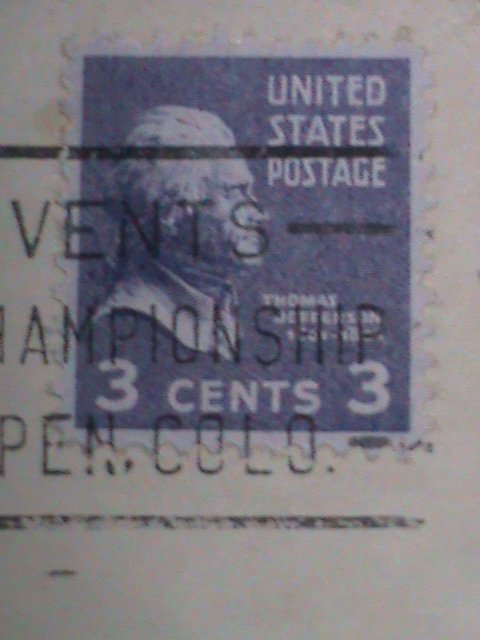 UNITED
STATES
POSTAGE
VENTS
THOMAS
JEFFERSON
HAMPIONSHIP
3 CENTS 3
PEN, COLO.